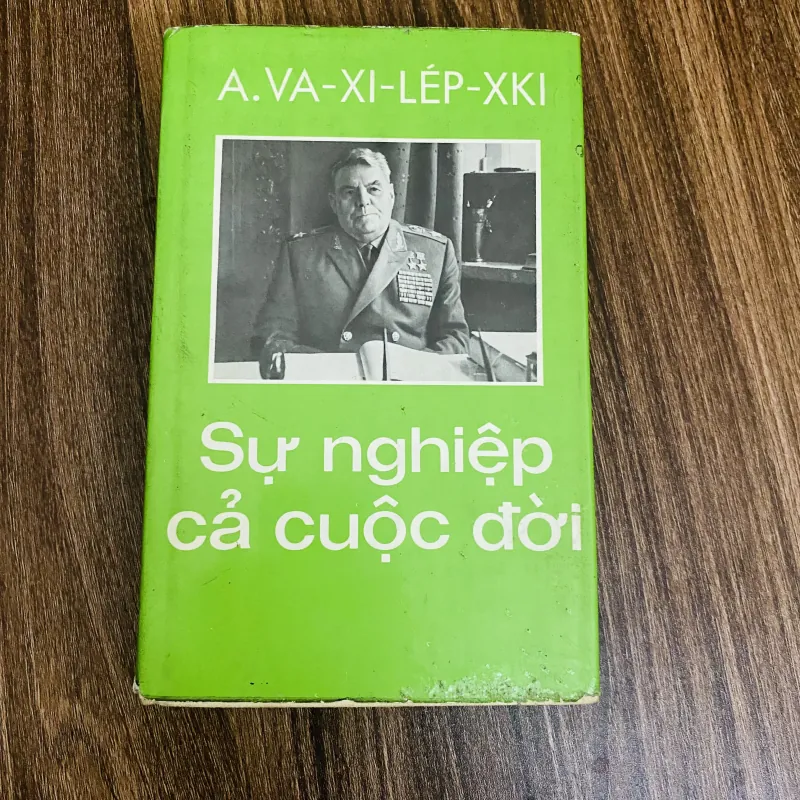 A. VA-XI-LÉP-XKI
Sự nghiệp
cả cuộc đời